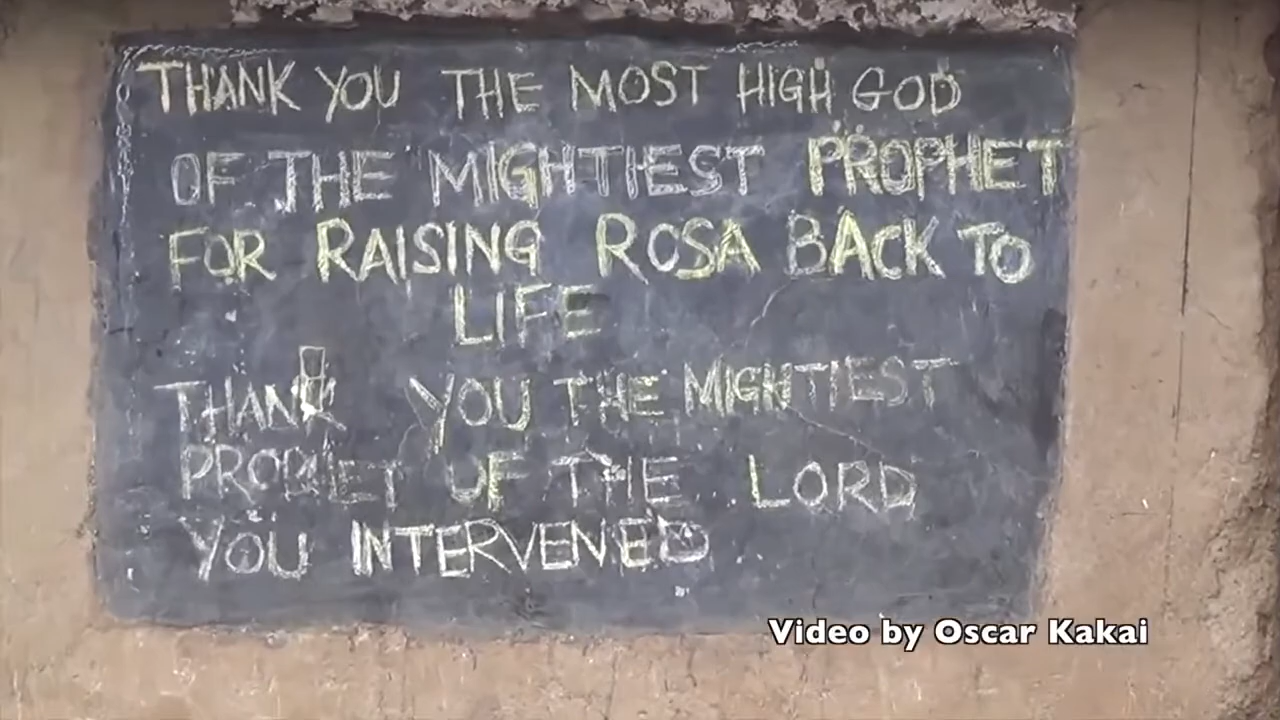 THANK YOU THE MOST HIGH GOD
OF THE MIGHTIEST PROPHET
FOR RAISING ROSA BACK TO
LIFE
THANK YOU THE MIGHTIEST
PROPHET OF THE LORD
YOU INTERVENED
Video by Oscar Kakai